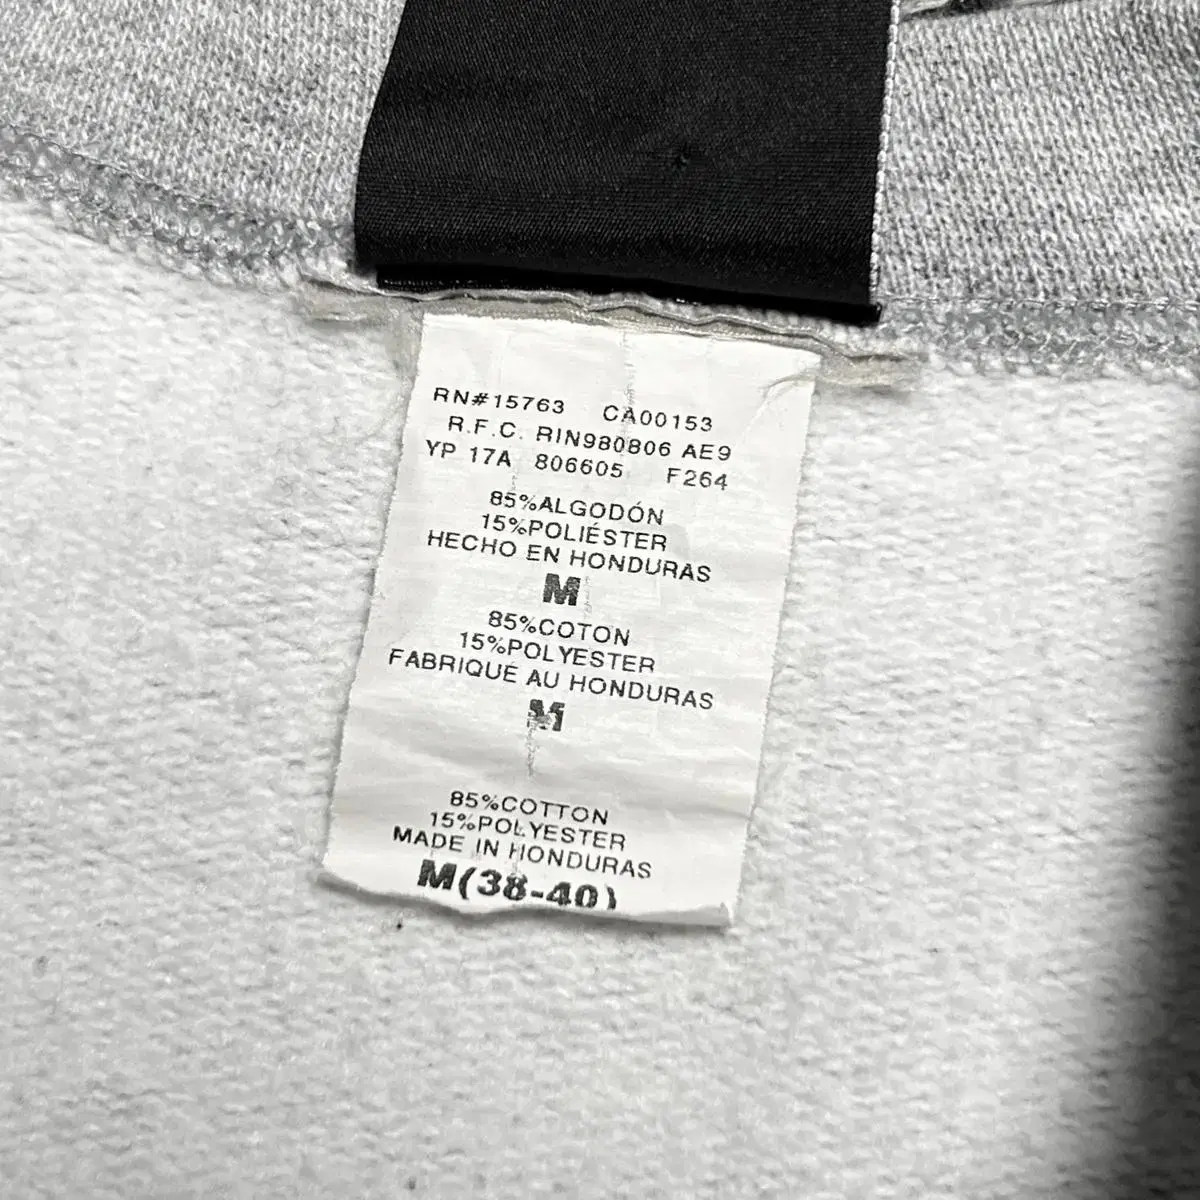 RN#15763 CA00153
R.F.C. RIN980806 AE9
YP 17A 806605 F264
85%ALGODÓN
15%POLIÉSTER
HECHO EN HONDURAS
M
85%COTON
15%POLYESTER
FABRIQUÉ AU HONDURAS
M
85%COTTON
15%POLYESTER
MADE IN HONDURAS
M(38-40)